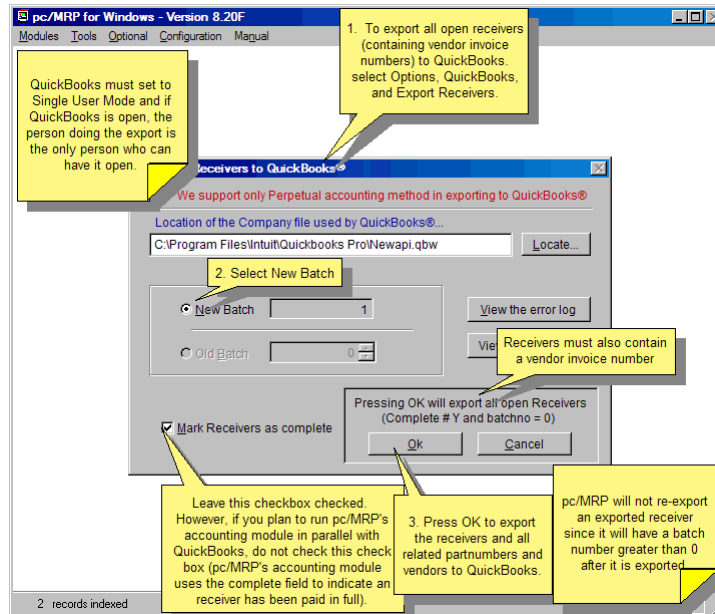 pc/MRP for Windows - Version 8.20F
Modules Tools Optional Configuration Manual
1. To export all open receivers
(containing vendor invoice
numbers) to QuickBooks.
select Options, QuickBooks,
and Export Receivers.
QuickBooks must set to
Single User Mode and if
QuickBooks is open, the
person doing the export is
the only person who can
have it open.
Receivers to QuickBooks®
We support only Perpetual accounting method in exporting to QuickBooks®
Location of the Company file used by QuickBooks®...
C:\Program Files\Intuit\Quickbooks Pro\Newapi.qbw
Locate...
2. Select New Batch
New Batch 1
View the error log
Old Batch 0
Receivers must also contain
a vendor invoice number
Pressing OK will export all open Receivers
(Complete # Y and batchno = 0)
Mark Receivers as complete
Ok Cancel
Leave this checkbox checked.
However, if you plan to run pc/MRP's
accounting module in parallel with
QuickBooks, do not check this check
box (pc/MRP's accounting module
uses the complete field to indicate an
receiver has been paid in full).
3. Press OK to export
the receivers and all
related partnumbers and
vendors to QuickBooks.
pc/MRP will not re-export
an exported receiver
since it will have a batch
number greater than 0
after it is exported
2 records indexed